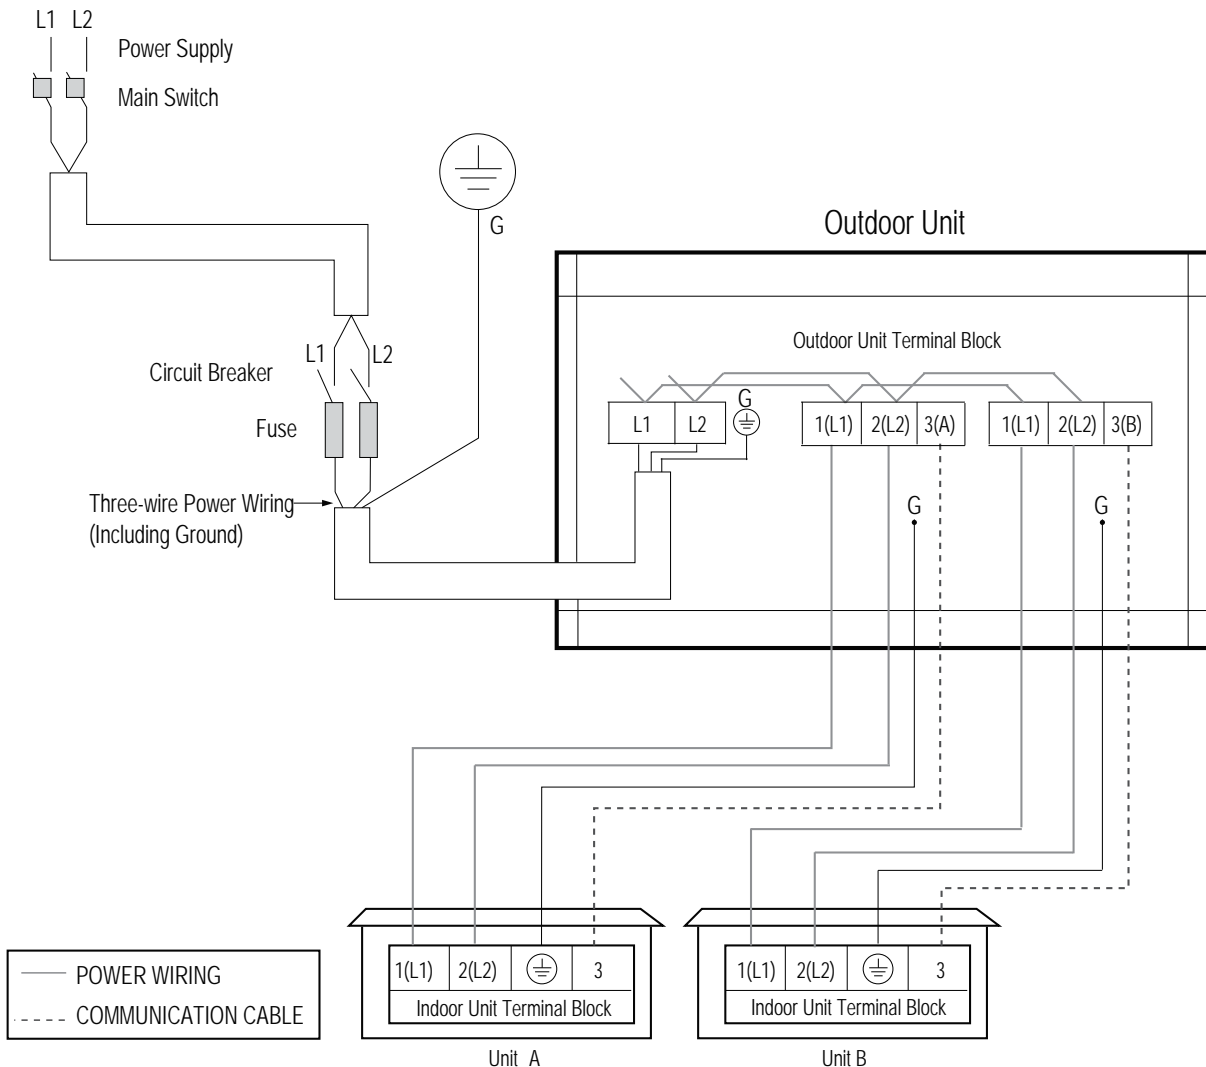 L1 L2
Power Supply
Main Switch
G
Outdoor Unit
Outdoor Unit Terminal Block
L1 L2
Circuit Breaker
Fuse
G
L1 L2
1(L1) 2(L2) 3(A)
1(L1) 2(L2) 3(B)
Three-wire Power Wiring
(Including Ground)
G
G
1(L1) 2(L2) 3
Indoor Unit Terminal Block
Unit A
1(L1) 2(L2) 3
Indoor Unit Terminal Block
Unit B
POWER WIRING
COMMUNICATION CABLE